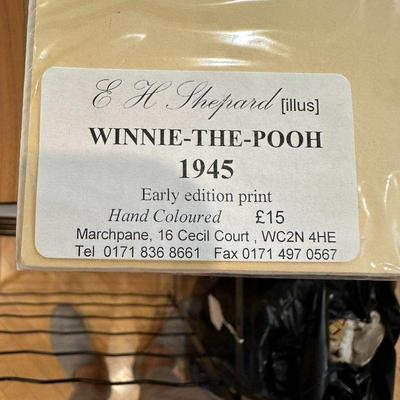 E H Shepard [illus]
WINNIE-THE-POOH
1945
Early edition print
Hand Coloured £15
Marchpane, 16 Cecil Court , WC2N 4HE
Tel 0171 836 8661 Fax 0171 497 0567